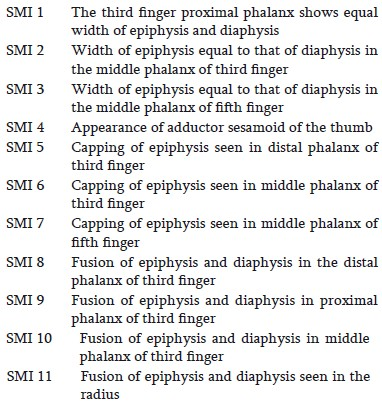 SMI 1 The third finger proximal phalanx shows equal
width of epiphysis and diaphysis
SMI 2 Width of epiphysis equal to that of diaphysis in
the middle phalanx of third finger
SMI 3 Width of epiphysis equal to that of diaphysis in
the middle phalanx of fifth finger
SMI 4 Appearance of adductor sesamoid of the thumb
SMI 5 Capping of epiphysis seen in distal phalanx of
third finger
SMI 6 Capping of epiphysis seen in middle phalanx of
third finger
SMI 7 Capping of epiphysis seen in middle phalanx of
fifth finger
SMI 8 Fusion of epiphysis and diaphysis in the distal
phalanx of third finger
SMI 9 Fusion of epiphysis and diaphysis in proximal
phalanx of third finger
SMI 10 Fusion of epiphysis and diaphysis in middle
phalanx of third finger
SMI 11 Fusion of epiphysis and diaphysis seen in the
radius